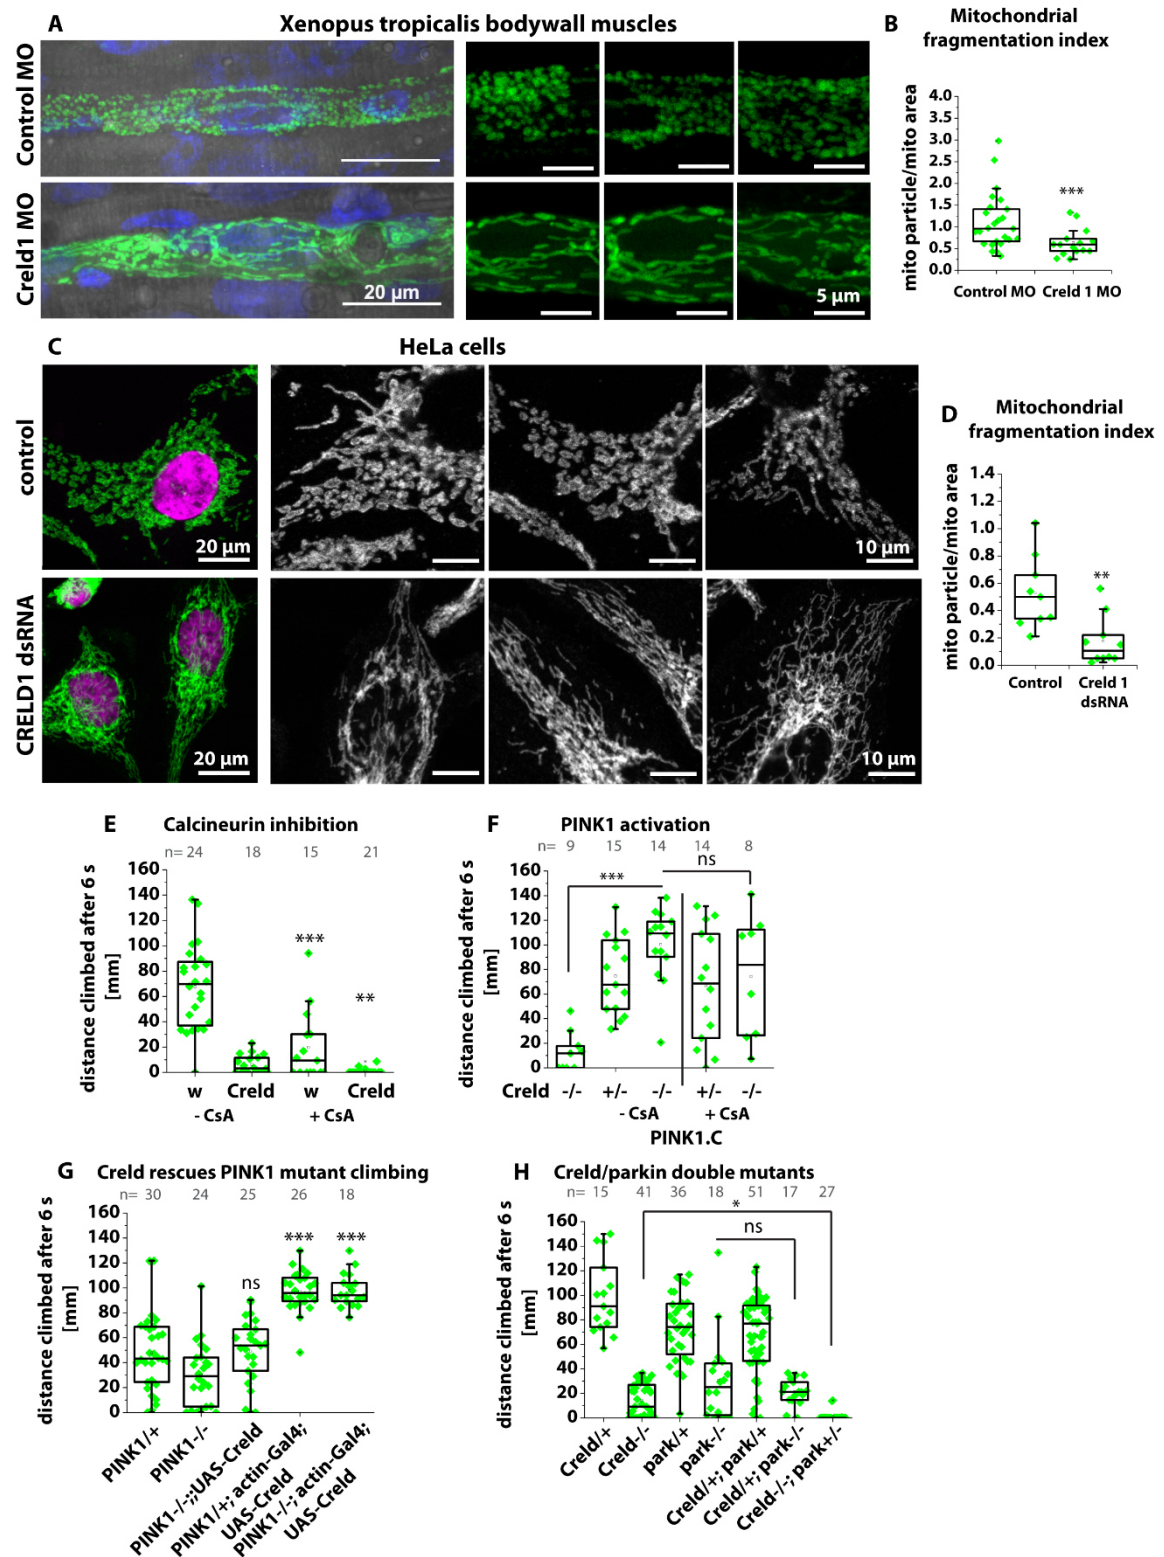 A
Xenopus tropicalis bodywall muscles
Control MO
Creld1 MO
20 µm
5 µm
B
Mitochondrial
fragmentation index
mito particle/mito area
4.0
3.5
3.0
2.5
2.0
1.5
1.0
0.5
0.0
***
Control MO Creld 1 MO
C
HeLa cells
control
20 µm
10 µm
CRELD1 dsRNA
20 µm
10 µm
D
Mitochondrial
fragmentation index
mito particle/mito area
1.4
1.2
1.0
0.8
0.6
0.4
0.2
0.0
**
Control Creld 1
dsRNA
E
Calcineurin inhibition
n= 24 18 15 21
distance climbed after 6 s
[mm]
160
140
120
100
80
60
40
20
0
***
**
w Creld w Creld
- CsA + CsA
F
PINK1 activation
n= 9 15 14 14 8
ns
***
distance climbed after 6 s
[mm]
160
140
120
100
80
60
40
20
0
Creld -/- +/- -/- +/- -/-
- CsA + CsA
PINK1.C
G
Creld rescues PINK1 mutant climbing
n= 30 24 25 26 18
distance climbed after 6 s
[mm]
160
140
120
100
80
60
40
20
0
ns
***
***
PINK1/+
PINK1-/-
PINK1-/-;;UAS-Creld
PINK1/+; actin-Gal4;
UAS-Creld
PINK1-/-; actin-Gal4;
UAS-Creld
H
Creld/parkin double mutants
n= 15 41 36 18 51 17 27
*
ns
distance climbed after 6 s
[mm]
160
140
120
100
80
60
40
20
0
Creld/+
Creld-/-
park/+
park-/-
Creld/+; park/+
Creld/+; park-/-
Creld-/-; park+/-